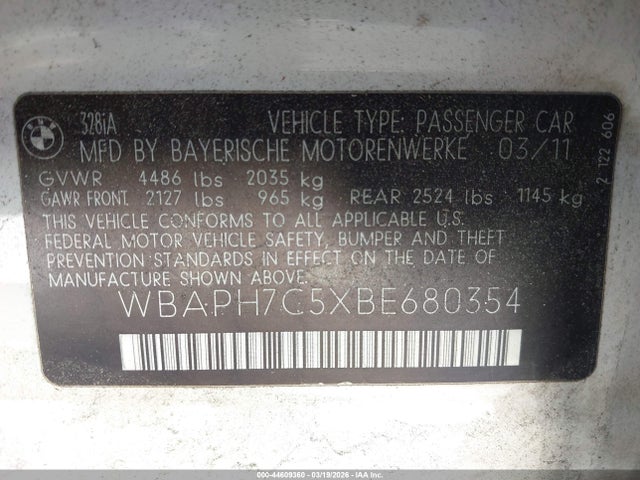 BMW
328iA
VEHICLE TYPE: PASSENGER CAR
MFD BY BAYERISCHE MOTORENWERKE 03/11
GVWR 4486 lbs 2035 kg
GAWR FRONT 2127 lbs 965 kg REAR 2524 lbs 1145 kg
THIS VEHICLE CONFORMS TO ALL APPLICABLE U.S.
FEDERAL MOTOR VEHICLE SAFETY, BUMPER AND THEFT
PREVENTION STANDARDS IN EFFECT ON THE DATE OF
MANUFACTURE SHOWN ABOVE.
WBAPH7C5XBE680354
2 122 606
000-44609360 | 03/19/2026 - IAAI.COM